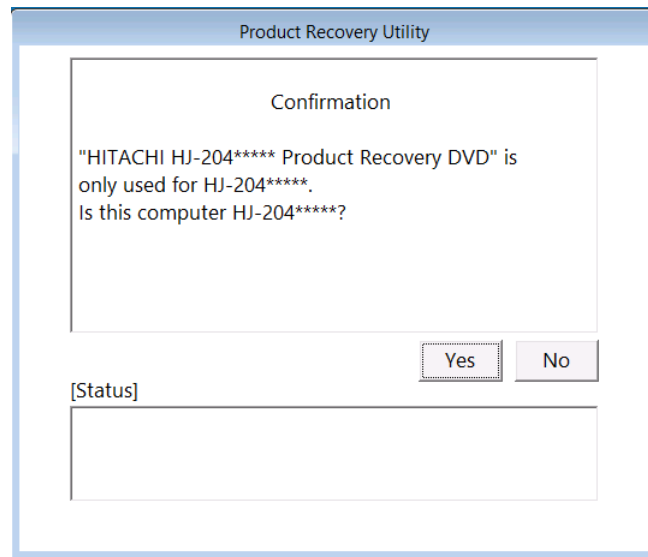 Product Recovery Utility
Confirmation
"HITACHI HJ-204***** Product Recovery DVD" is
only used for HJ-204*****.
Is this computer HJ-204*****?
Yes No
[Status]